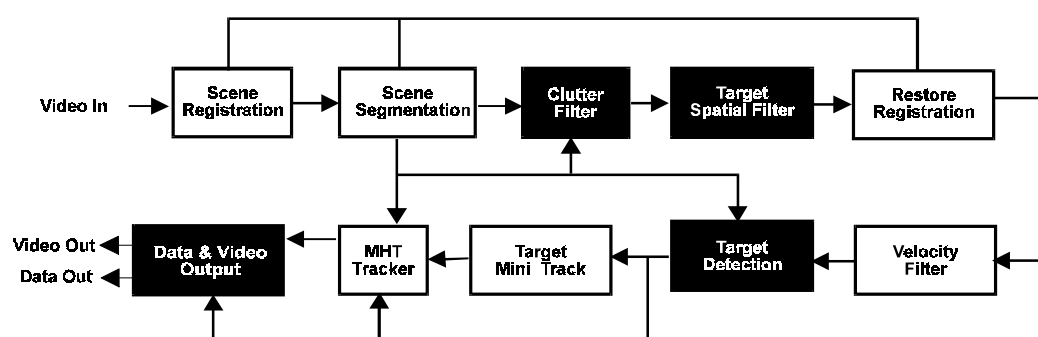 Video In
Scene
Registration
Scene
Segmentation
Clutter
Filter
Target
Spatial Filter
Restore
Registration
Video Out
Data Out
Data & Video
Output
MHT
Tracker
Target
Mini Track
Target
Detection
Velocity
Filter